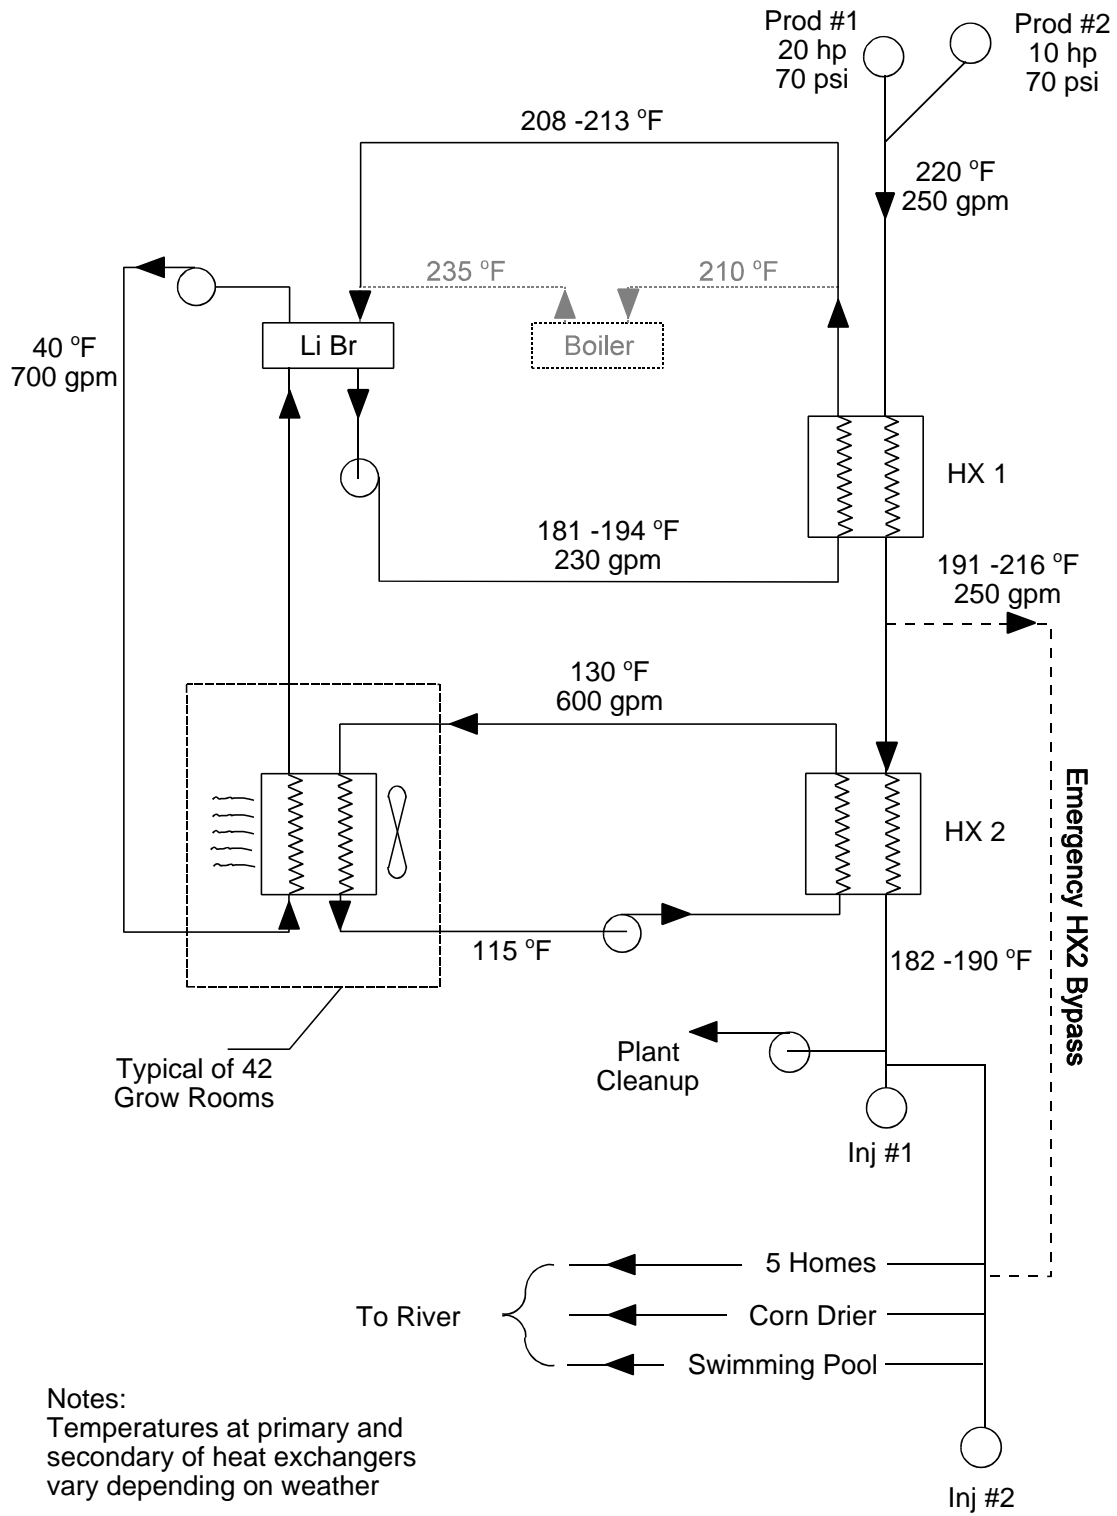 Prod #1
20 hp
70 psi
Prod #2
10 hp
70 psi
208 -213 °F
220 °F
250 gpm
235 °F
210 °F
Li Br
Boiler
40 °F
700 gpm
HX 1
181 -194 °F
230 gpm
191 -216 °F
250 gpm
130 °F
600 gpm
Emergency HX2 Bypass
HX 2
115 °F
182 -190 °F
Plant
Cleanup
Typical of 42
Grow Rooms
Inj #1
5 Homes
To River
Corn Drier
Swimming Pool
Notes:
Temperatures at primary and
secondary of heat exchangers
vary depending on weather
Inj #2